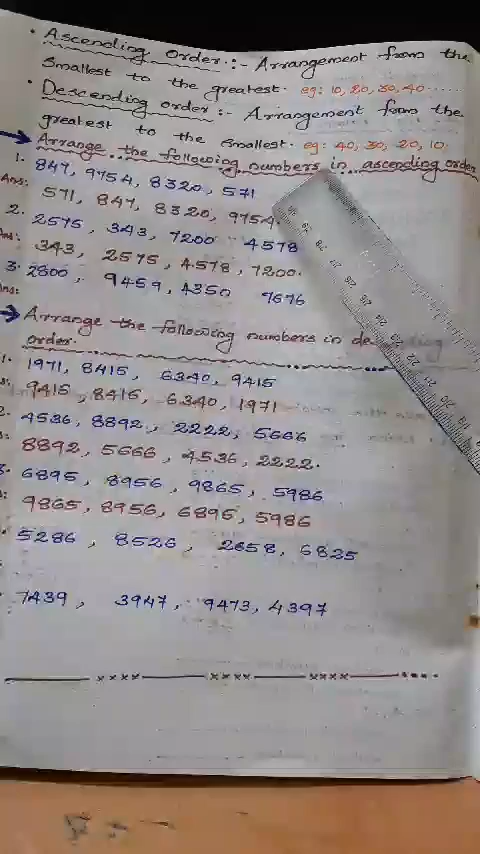 • Ascending order :- Arrangement from the
smallest to the greatest. eg: 10, 20, 30, 40......
• Descending order :- Arrangement from the
greatest to the smallest. eg: 40, 30, 20, 10.
→ Arrange the following numbers in ascending order
1. 847, 9754, 8320, 571
Ans: 571, 847, 8320, 9754.
2. 2575, 343, 7200 4578
Ans: 343, 2575, 4578, 7200.
3. 2800, 9459, 4350 7676
Ans:
→ Arrange the following numbers in
order.
1. 1971, 8415, 6340, 9415
9415, 8415, 6340, 1971
2. 4536, 8892, 2222, 5666
8892, 5666, 4536, 2222.
3. 6895, 8956, 9865, 5986
9865, 8956, 6895, 5986
5286, 8526, 2658, 6825
7439, 3947, 9473, 4397